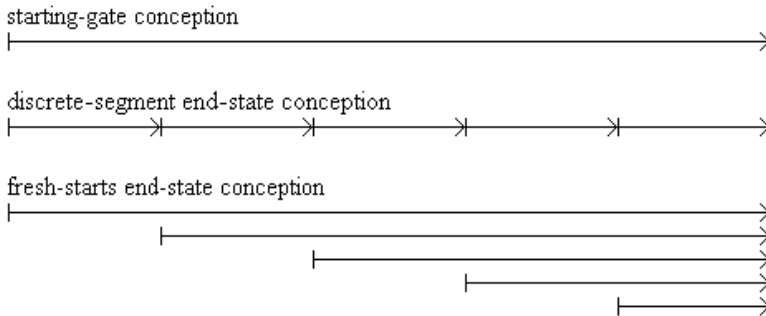 starting-gate conception
discrete-segment end-state conception
fresh-starts end-state conception